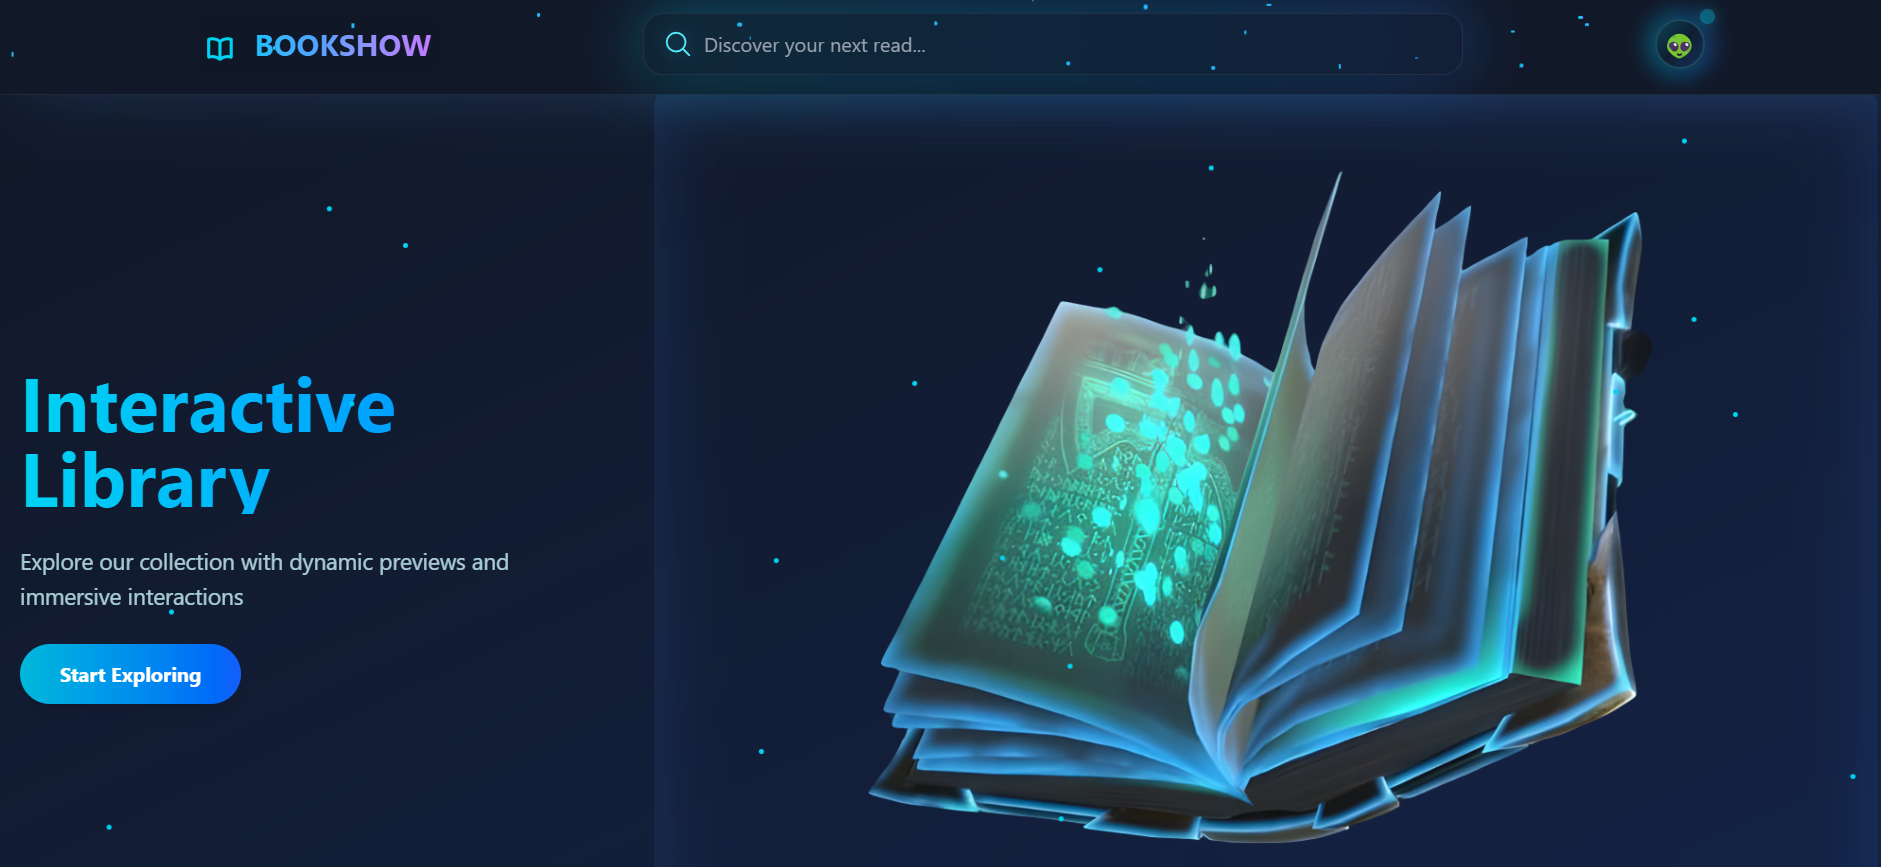 BOOKSHOW
Discover your next read...
Interactive
Library
Explore our collection with dynamic previews and
immersive interactions
Start Exploring